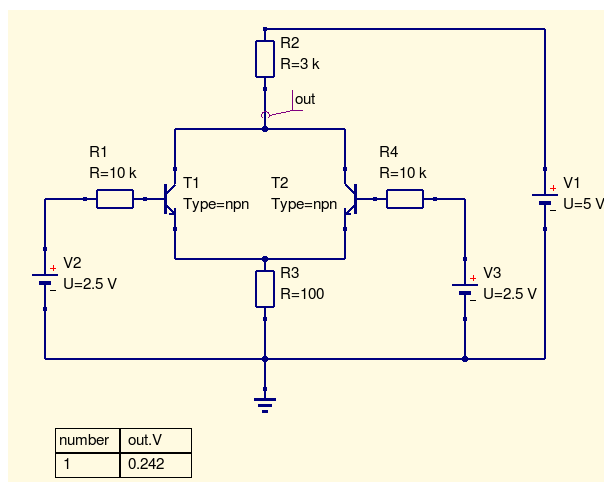 R2
R=3 k
out
R1
R=10 k
R4
R=10 k
T1
Type=npn
T2
Type=npn
+
V1
U=5 V
−
+
V2
U=2.5 V
−
R3
R=100
+
V3
U=2.5 V
−
number out.V
1 0.242